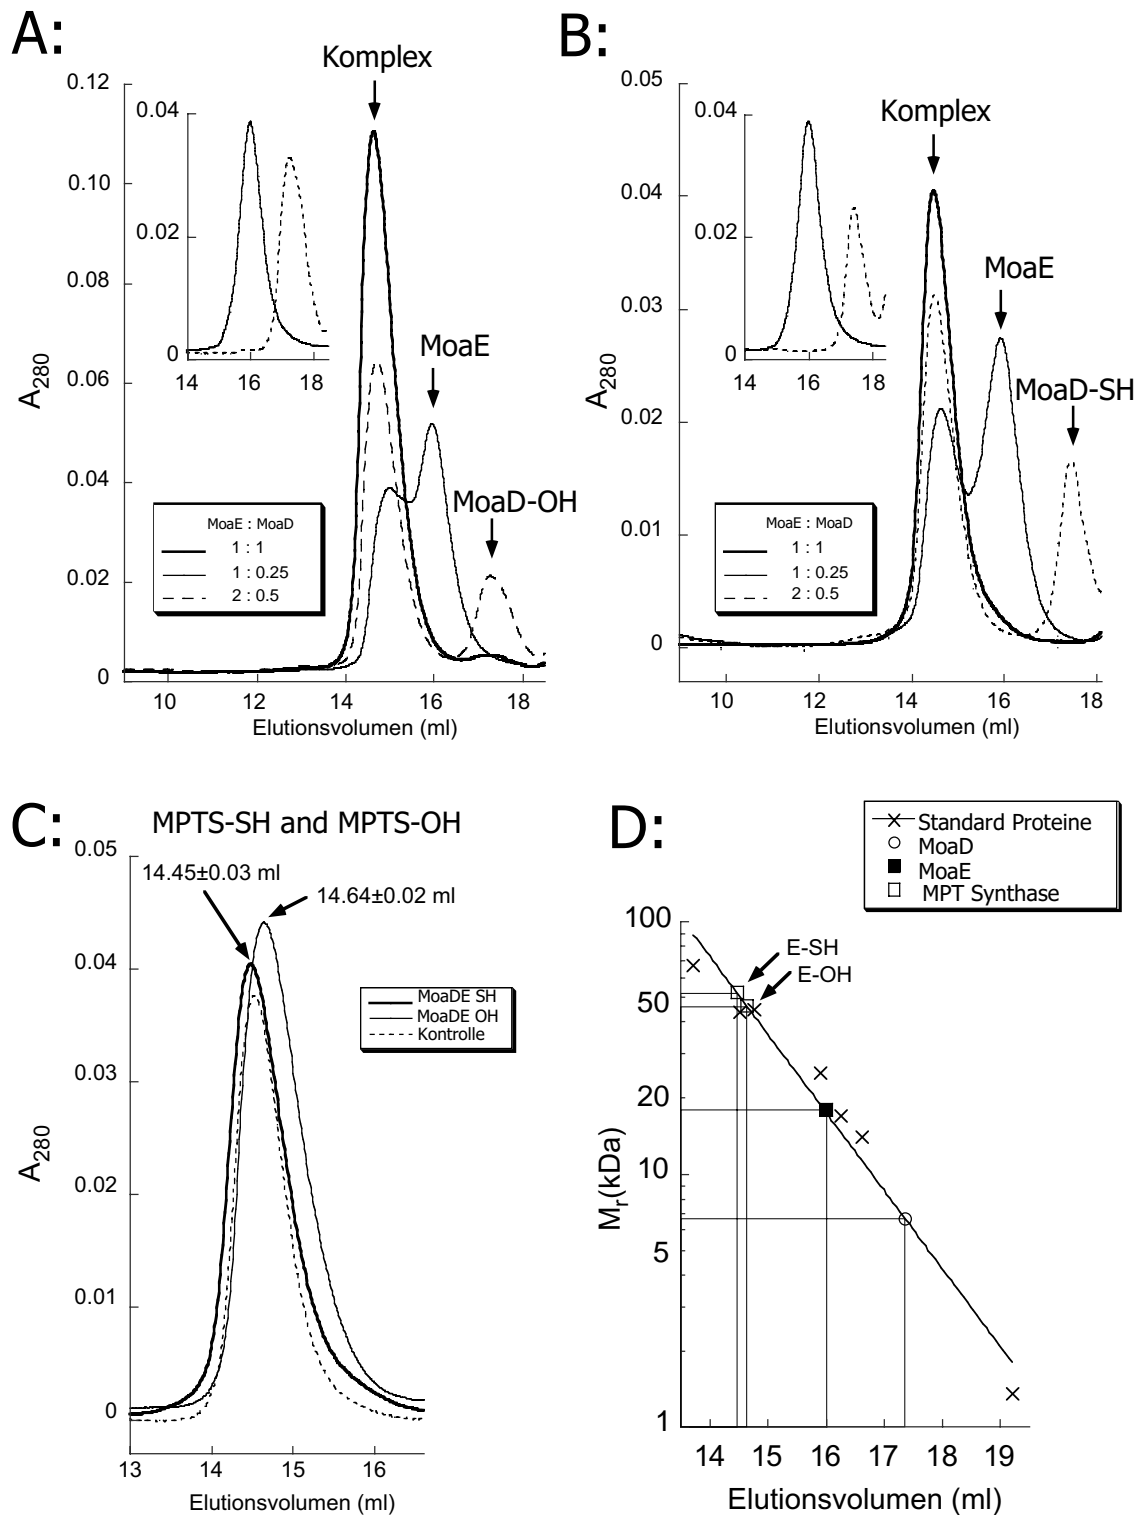 A:
Komplex
0.12
0.10
0.08
0.06
0.04
0.02
0
A280
0.04
0.02
0
14 16 18
MoaE
MoaD-OH
MoaE : MoaD
1 : 1
1 : 0.25
2 : 0.5
10 12 14 16 18
Elutionsvolumen (ml)
B:
Komplex
0.05
0.04
0.03
0.02
0.01
0
A280
0.04
0.02
0
14 16 18
MoaE
MoaD-SH
MoaE : MoaD
1 : 1
1 : 0.25
2 : 0.5
10 12 14 16 18
Elutionsvolumen (ml)
C:
MPTS-SH and MPTS-OH
0.05
0.04
0.03
0.02
0.01
0
A280
14.45±0.03 ml
14.64±0.02 ml
MoaDE SH
MoaDE OH
Kontrolle
13 14 15 16
Elutionsvolumen (ml)
D:
Standard Proteine
MoaD
MoaE
MPT Synthase
100
50
20
10
5
1
Mr(kDa)
E-SH
E-OH
14 15 16 17 18 19
Elutionsvolumen (ml)